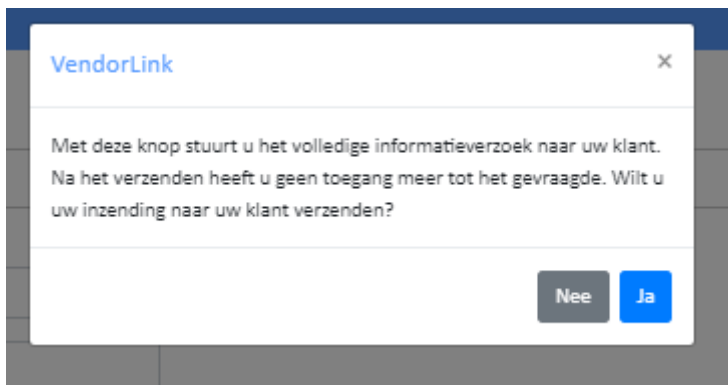 VendorLink ×
Met deze knop stuurt u het volledige informatieverzoek naar uw klant.
Na het verzenden heeft u geen toegang meer tot het gevraagde. Wilt u
uw inzending naar uw klant verzenden?
Nee Ja